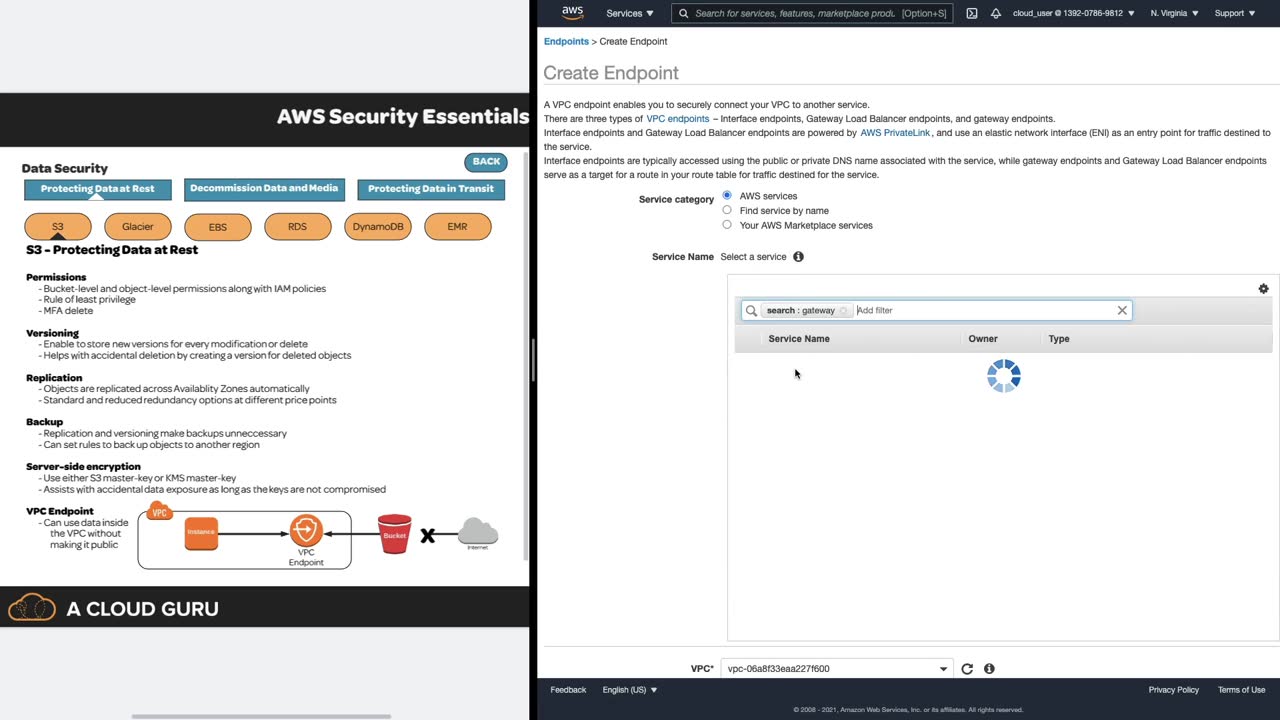 AWS Security Essentials
Data Security
BACK
Protecting Data at Rest
Decommission Data and Media
Protecting Data in Transit
S3
Glacier
EBS
RDS
DynamoDB
EMR
S3 - Protecting Data at Rest
Permissions
- Bucket-level and object-level permissions along with IAM policies
- Rule of least privilege
- MFA delete
Versioning
- Enable to store new versions for every modification or delete
- Helps with accidental deletion by creating a version for deleted objects
Replication
- Objects are replicated across Availablity Zones automatically
- Standard and reduced redundancy options at different price points
Backup
- Replication and versioning make backups unneccessary
- Can set rules to back up objects to another region
Server-side encryption
- Use either S3 master-key or KMS master-key
- Assists with accidental data exposure as long as the keys are not compromised
VPC Endpoint
- Can use data inside
the VPC without
making it public
VPC
Instance
VPC
Endpoint
Bucket
Internet
A CLOUD GURU
aws
Services
Search for services, features, marketplace produ. [Option+S]
cloud_user @ 1392-0786-9812
N. Virginia
Support
Endpoints > Create Endpoint
Create Endpoint
A VPC endpoint enables you to securely connect your VPC to another service.
There are three types of VPC endpoints – Interface endpoints, Gateway Load Balancer endpoints, and gateway endpoints.
Interface endpoints and Gateway Load Balancer endpoints are powered by AWS PrivateLink, and use an elastic network interface (ENI) as an entry point for traffic destined to
the service.
Interface endpoints are typically accessed using the public or private DNS name associated with the service, while gateway endpoints and Gateway Load Balancer endpoints
serve as a target for a route in your route table for traffic destined for the service.
Service category
AWS services
Find service by name
Your AWS Marketplace services
Service Name Select a service
search : gateway Add filter
Service Name
Owner
Type
VPC* vpc-06a8f33eaa227f600
Feedback
English (US)
Privacy Policy
Terms of Use
© 2008 - 2021, Amazon Web Services, Inc. or its affiliates. All rights reserved.